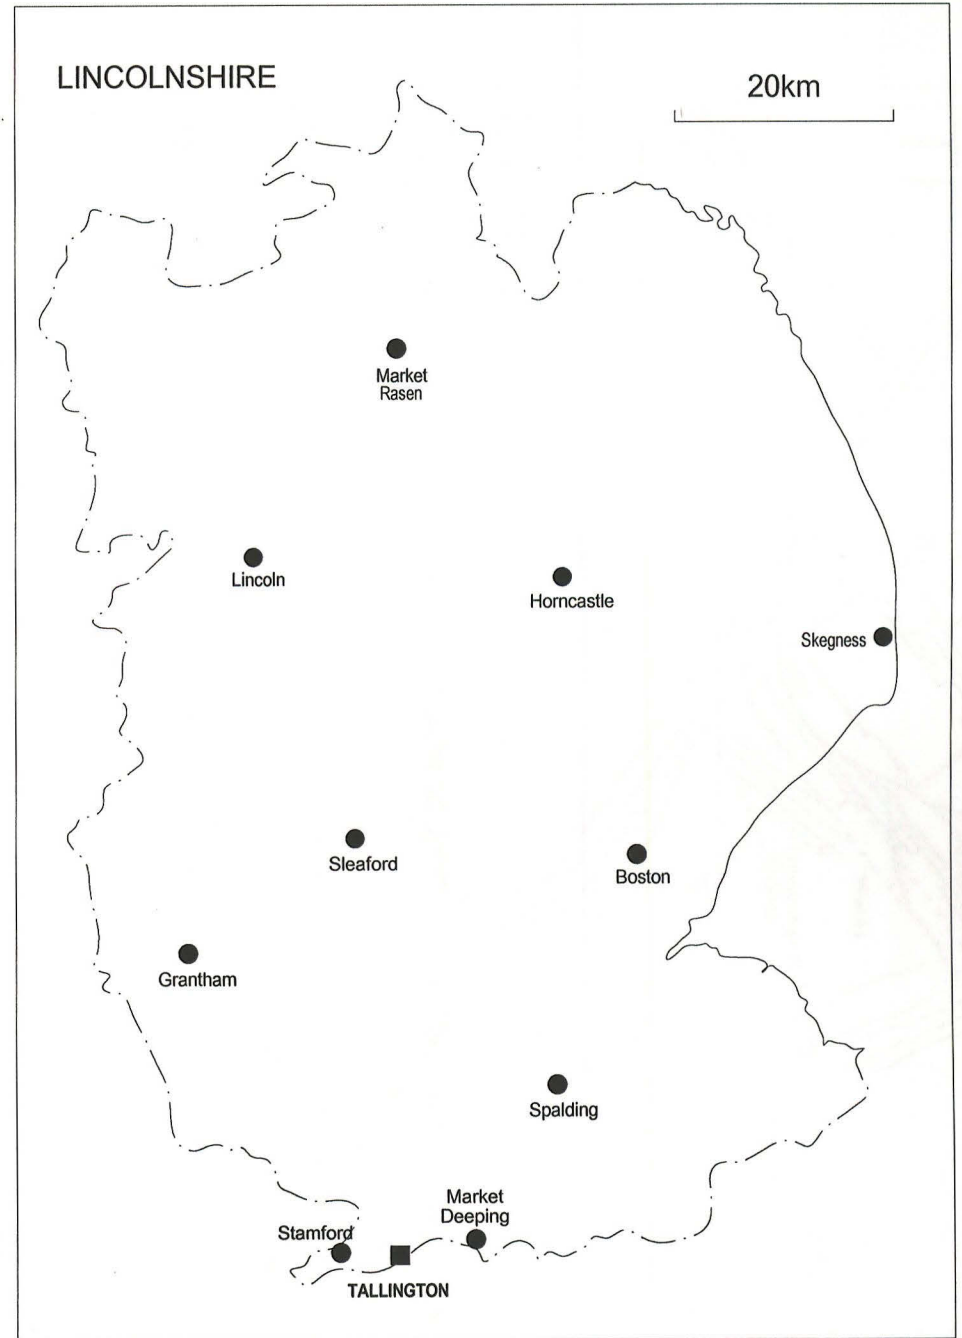 LINCOLNSHIRE
20km
Market
Rasen
Lincoln
Horncastle
Skegness
Sleaford
Boston
Grantham
Spalding
Market
Deeping
Stamford
TALLINGTON